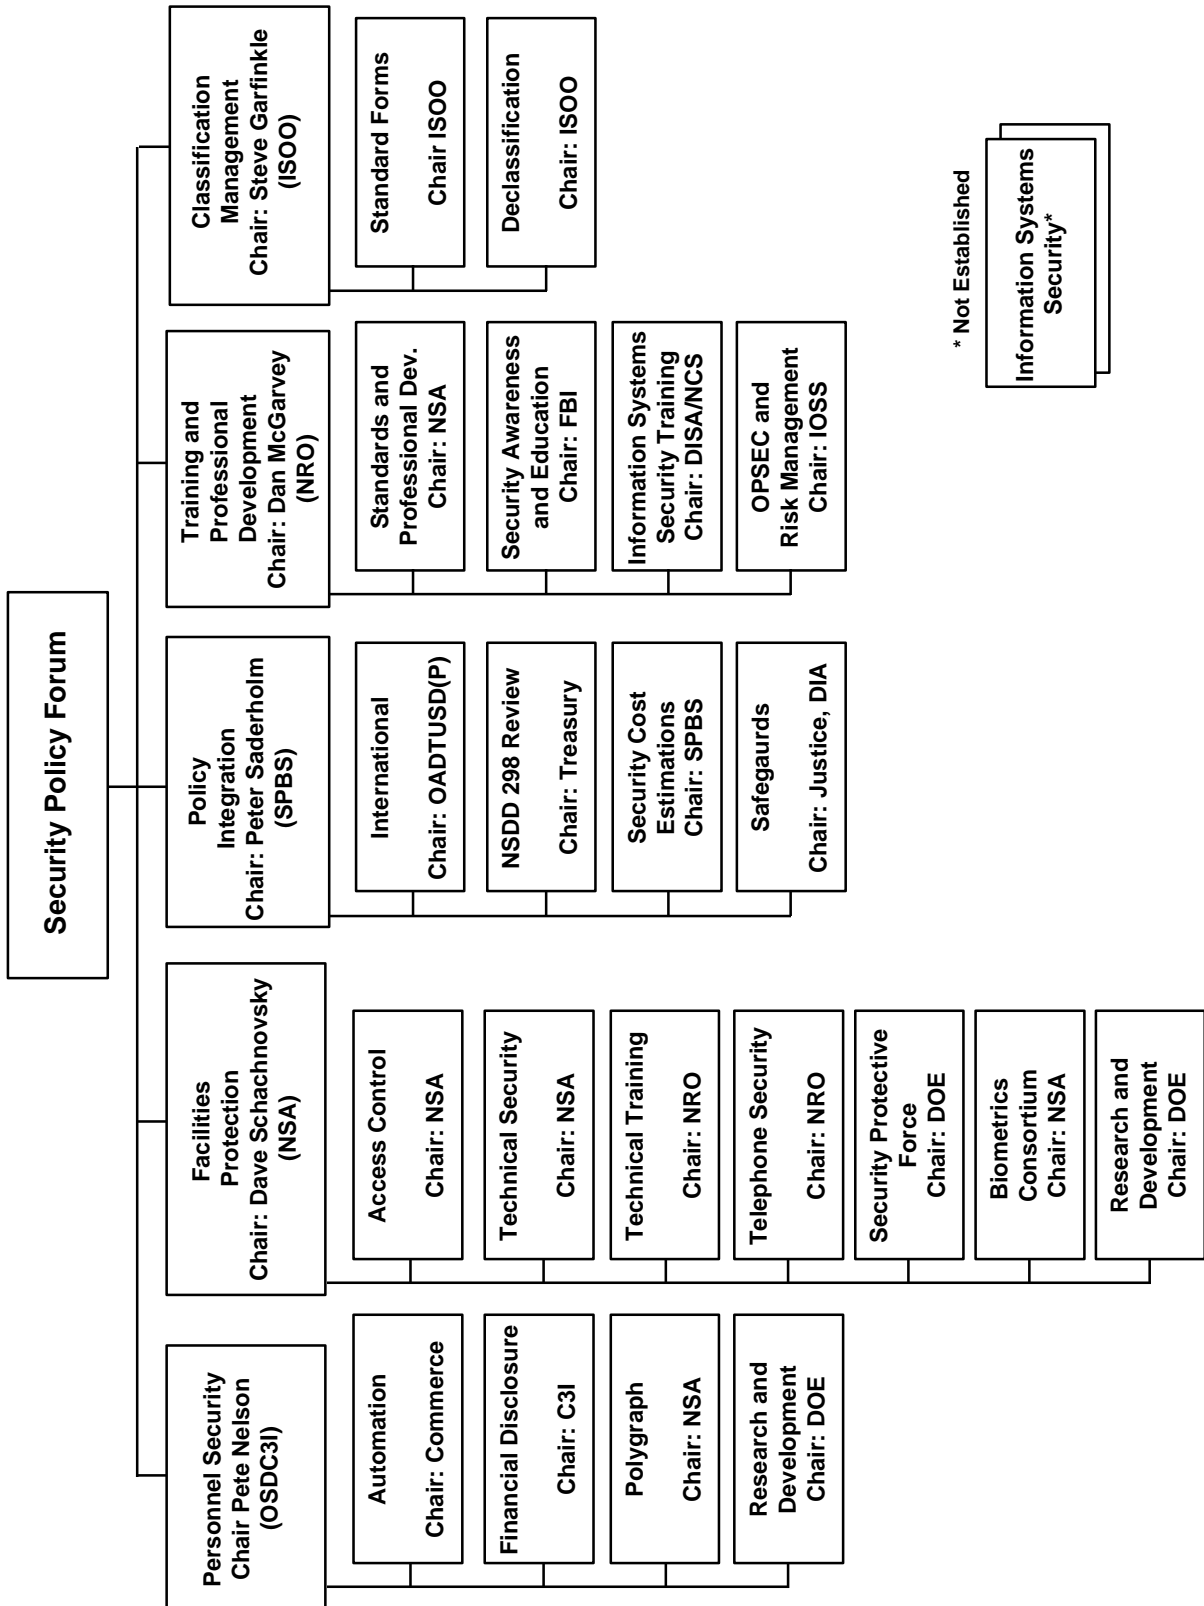 Security Policy Forum
Personnel Security
Chair Pete Nelson
(OSDC3I)
Automation
Chair: Commerce
Financial Disclosure
Chair: C3I
Polygraph
Chair: NSA
Research and
Development
Chair: DOE
Facilities
Protection
Chair: Dave Schachnovsky
(NSA)
Access Control
Chair: NSA
Technical Security
Chair: NSA
Technical Training
Chair: NRO
Telephone Security
Chair: NRO
Security Protective
Force
Chair: DOE
Biometrics
Consortium
Chair: NSA
Research and
Development
Chair: DOE
Policy
Integration
Chair: Peter Saderholm
(SPBS)
International
Chair: OADTUSD(P)
NSDD 298 Review
Chair: Treasury
Security Cost
Estimations
Chair: SPBS
Safegaurds
Chair: Justice, DIA
Training and
Professional
Development
Chair: Dan McGarvey
(NRO)
Standards and
Professional Dev.
Chair: NSA
Security Awareness
and Education
Chair: FBI
Information Systems
Security Training
Chair: DISA/NCS
OPSEC and
Risk Management
Chair: IOSS
Classification
Management
Chair: Steve Garfinkle
(ISOO)
Standard Forms
Chair ISOO
Declassification
Chair: ISOO
* Not Established
Information Systems
Security*